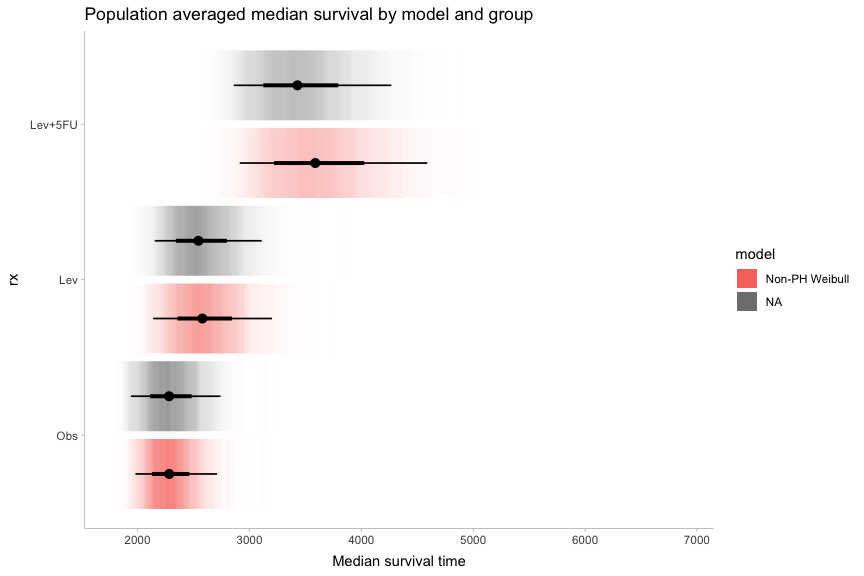 Population averaged median survival by model and group
Lev+5FU
Lev
Obs
rx
2000 3000 4000 5000 6000 7000
Median survival time
model
Non-PH Weibull
NA